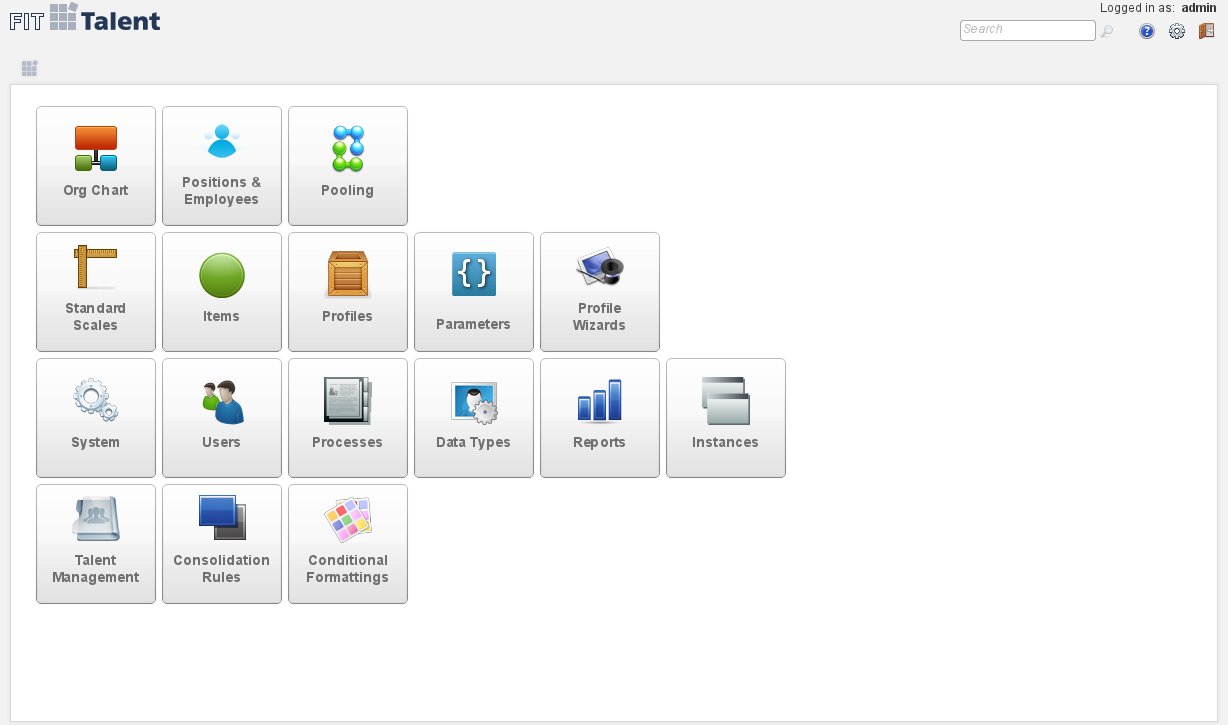 FIT Talent
Logged in as: admin
Search
?
Org Chart
Positions &
Employees
Pooling
Standard
Scales
Items
Profiles
{}
Parameters
Profile
Wizards
System
Users
Processes
Data Types
Reports
Instances
Talent
Management
Consolidation
Rules
Conditional
Formattings